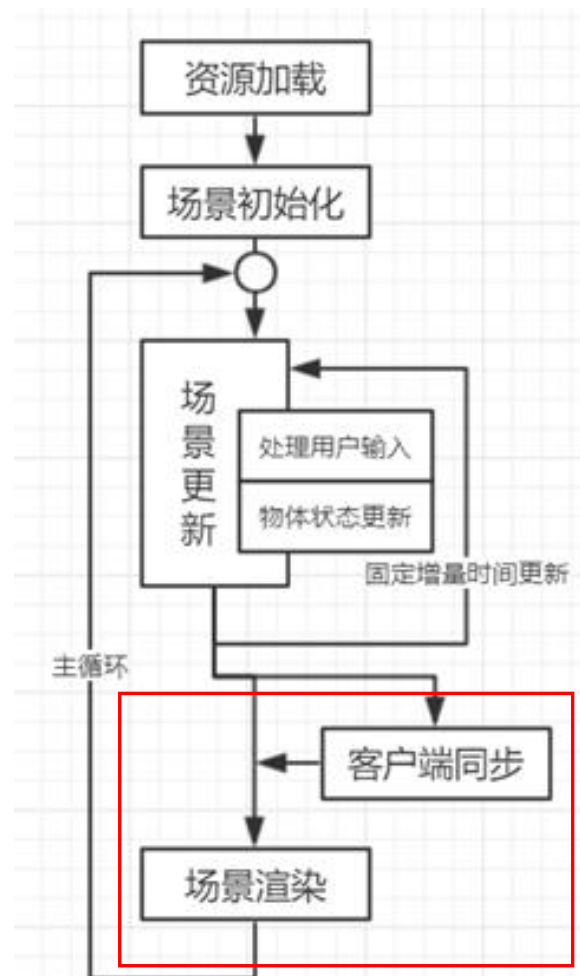 资源加载
场景初始化
场景更新
处理用户输入
物体状态更新
固定增量时间更新
主循环
客户端同步
场景渲染